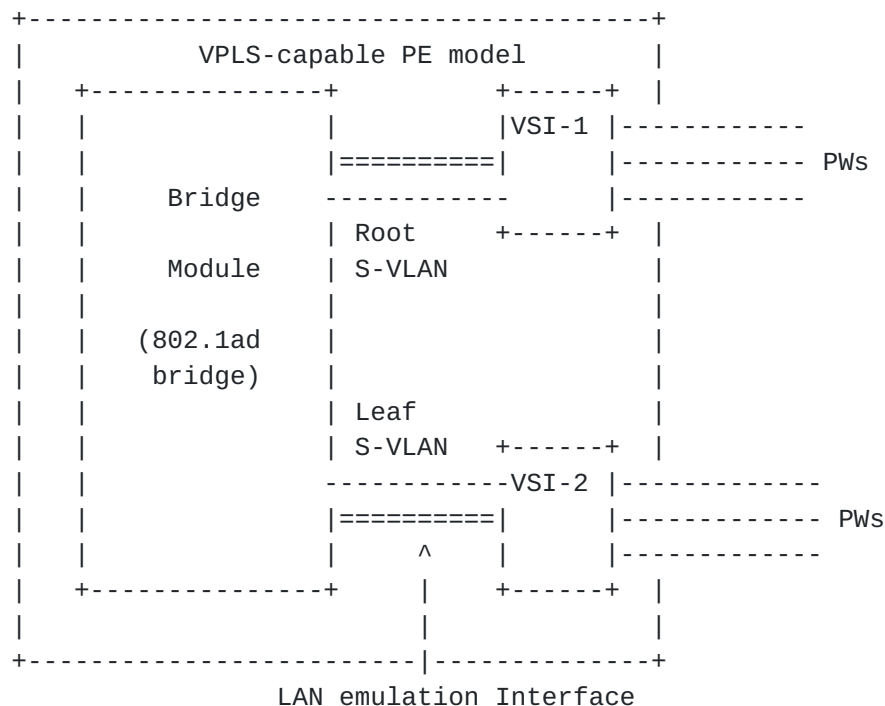 VPLS-capable PE model
VSI-1
PWs
Bridge
Root
Module S-VLAN
(802.1ad
bridge)
Leaf
S-VLAN
VSI-2
PWs
^
LAN emulation Interface